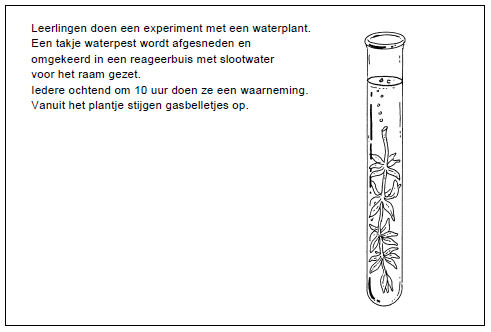 Leerlingen doen een experiment met een waterplant.
Een takje waterpest wordt afgesneden en
omgekeerd in een reageerbuis met slootwater
voor het raam gezet.
Iedere ochtend om 10 uur doen ze een waarneming.
Vanuit het plantje stijgen gasbelletjes op.